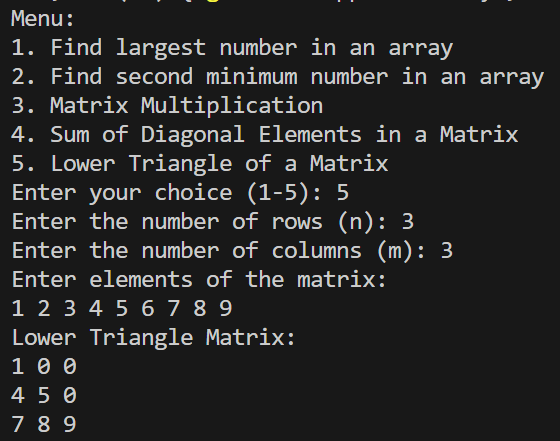 Menu:
1. Find largest number in an array
2. Find second minimum number in an array
3. Matrix Multiplication
4. Sum of Diagonal Elements in a Matrix
5. Lower Triangle of a Matrix
Enter your choice (1-5): 5
Enter the number of rows (n): 3
Enter the number of columns (m): 3
Enter elements of the matrix:
1 2 3 4 5 6 7 8 9
Lower Triangle Matrix:
1 0 0
4 5 0
7 8 9